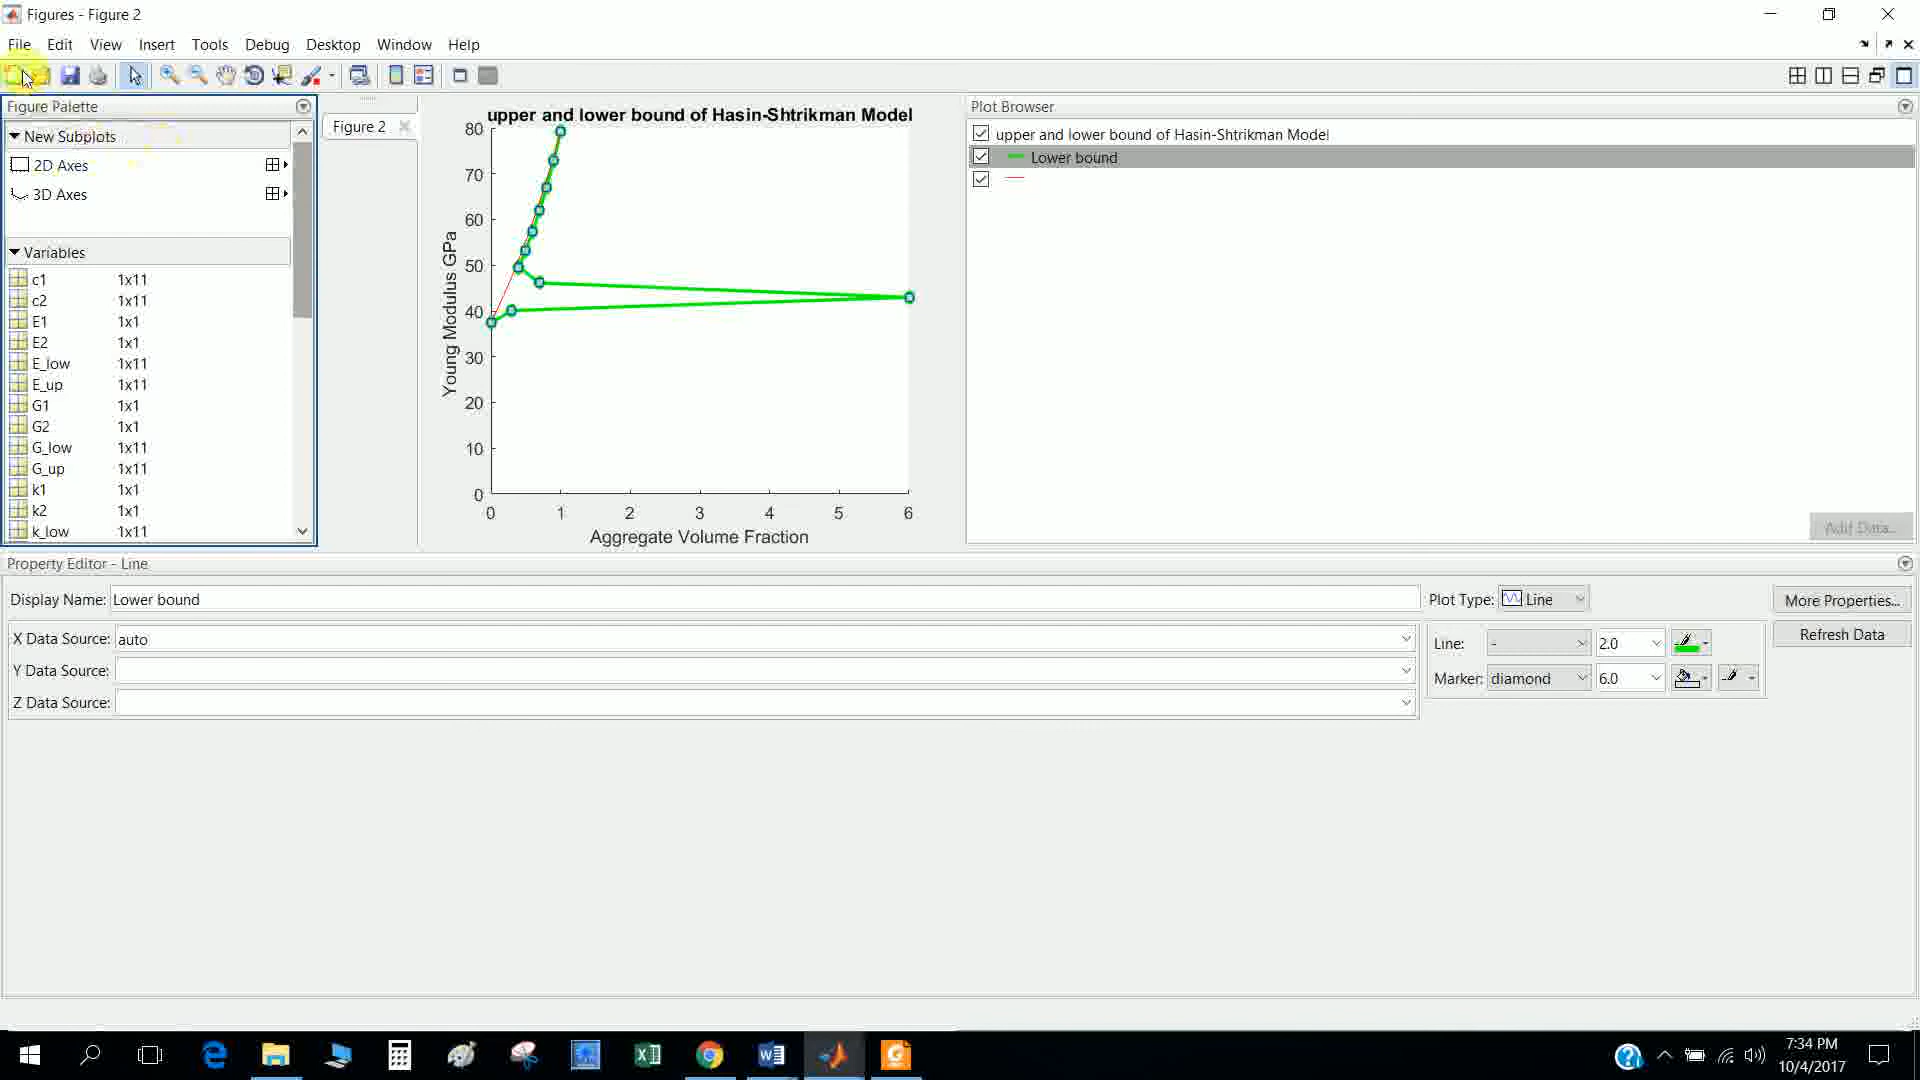 Figures - Figure 2
File Edit View Insert Tools Debug Desktop Window Help
Figure Palette
New Subplots
2D Axes
3D Axes
Variables
c1 1x11
c2 1x11
E1 1x1
E2 1x1
E_low 1x11
E_up 1x11
G1 1x1
G2 1x1
G_low 1x11
G_up 1x11
k1 1x1
k2 1x1
k_low 1x11
Figure 2
upper and lower bound of Hasin-Shtrikman Model
80
70
60
50
40
30
20
10
0
Young Modulus GPa
0 1 2 3 4 5 6
Aggregate Volume Fraction
Plot Browser
upper and lower bound of Hasin-Shtrikman Model
Lower bound
Add Data...
Property Editor - Line
Display Name: Lower bound
Plot Type: Line
More Properties...
X Data Source: auto
Line: - 2.0
Refresh Data
Y Data Source:
Marker: diamond 6.0
Z Data Source:
7:34 PM
10/4/2017